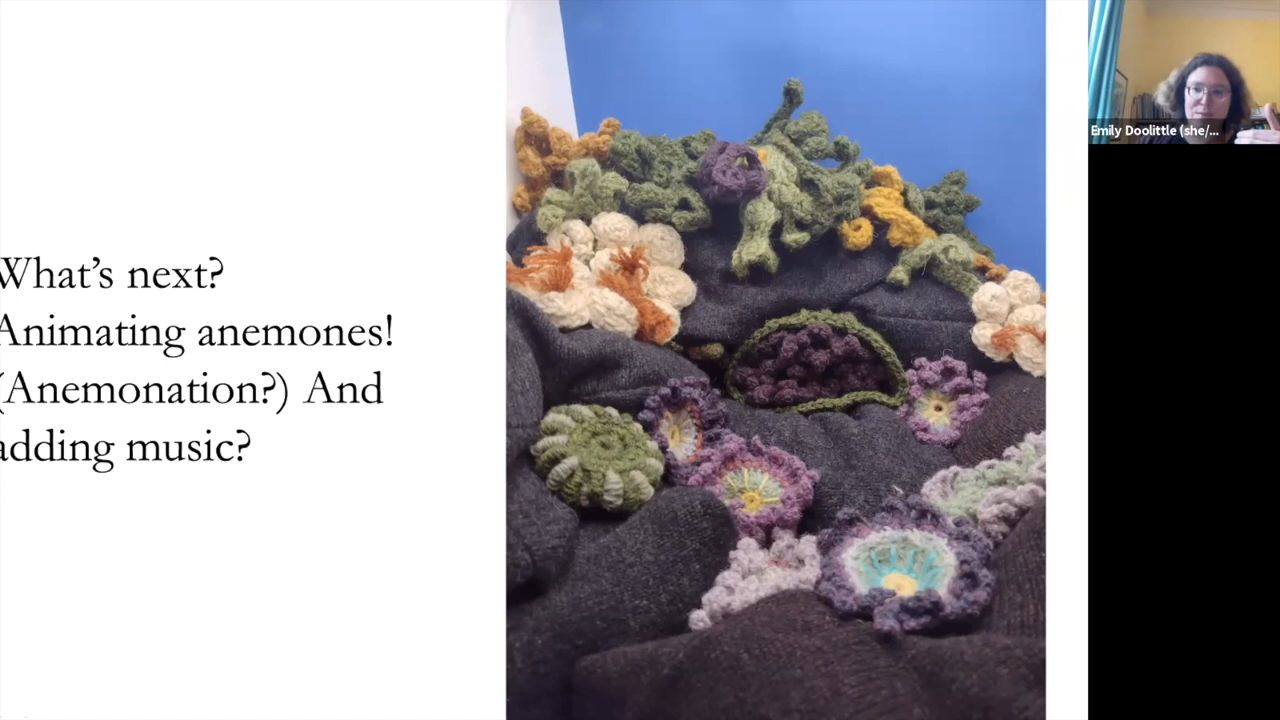 What's next?
Animating anemones!
(Anemonation?) And
adding music?
Emily Doolittle (she/...